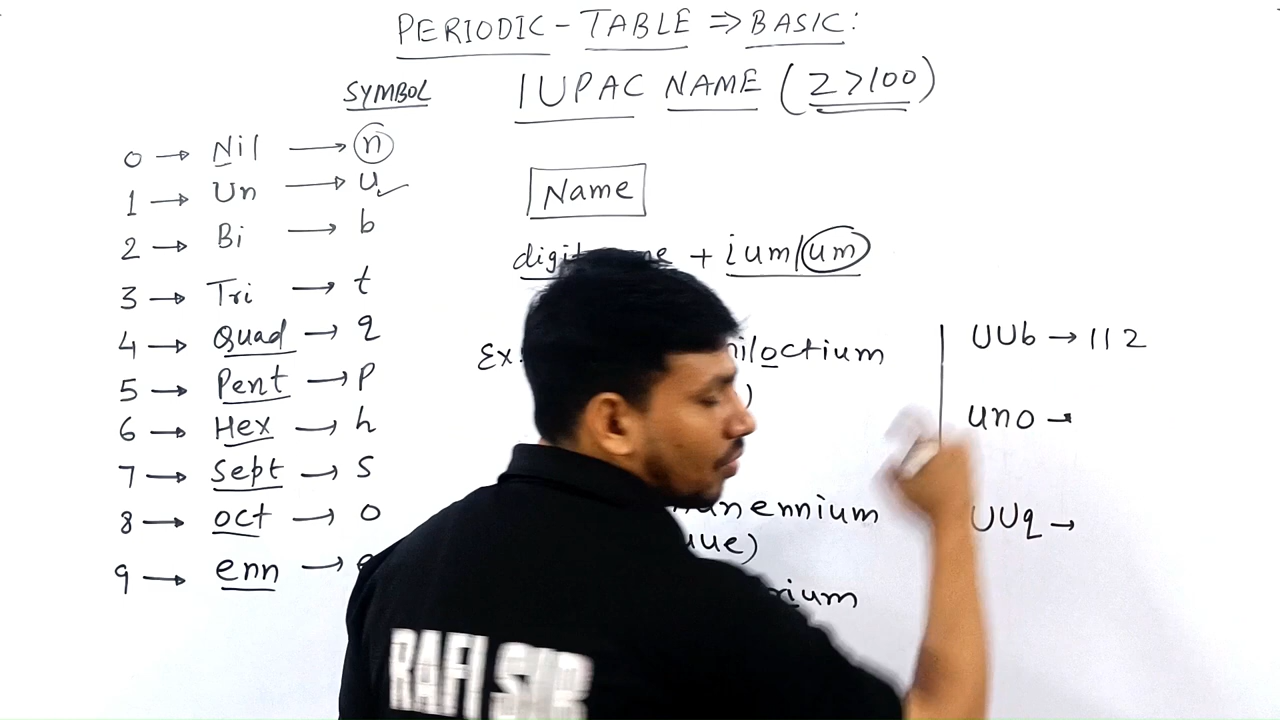 PERIODIC-TABLE ⇒ BASIC:
SYMBOL
IUPAC NAME (Z>100)
0 → Nil → n
1 → Un → u ✓
2 → Bi → b
3 → Tri → t
4 → Quad → q
5 → Pent → p
6 → Hex → h
7 → Sept → s
8 → oct → o
9 → enn →
Name
+ ium/um
Ex:
niloctium
)
unennium
uue)
rium
UUb → 112
Uno →
UUq →
RAFI SIR